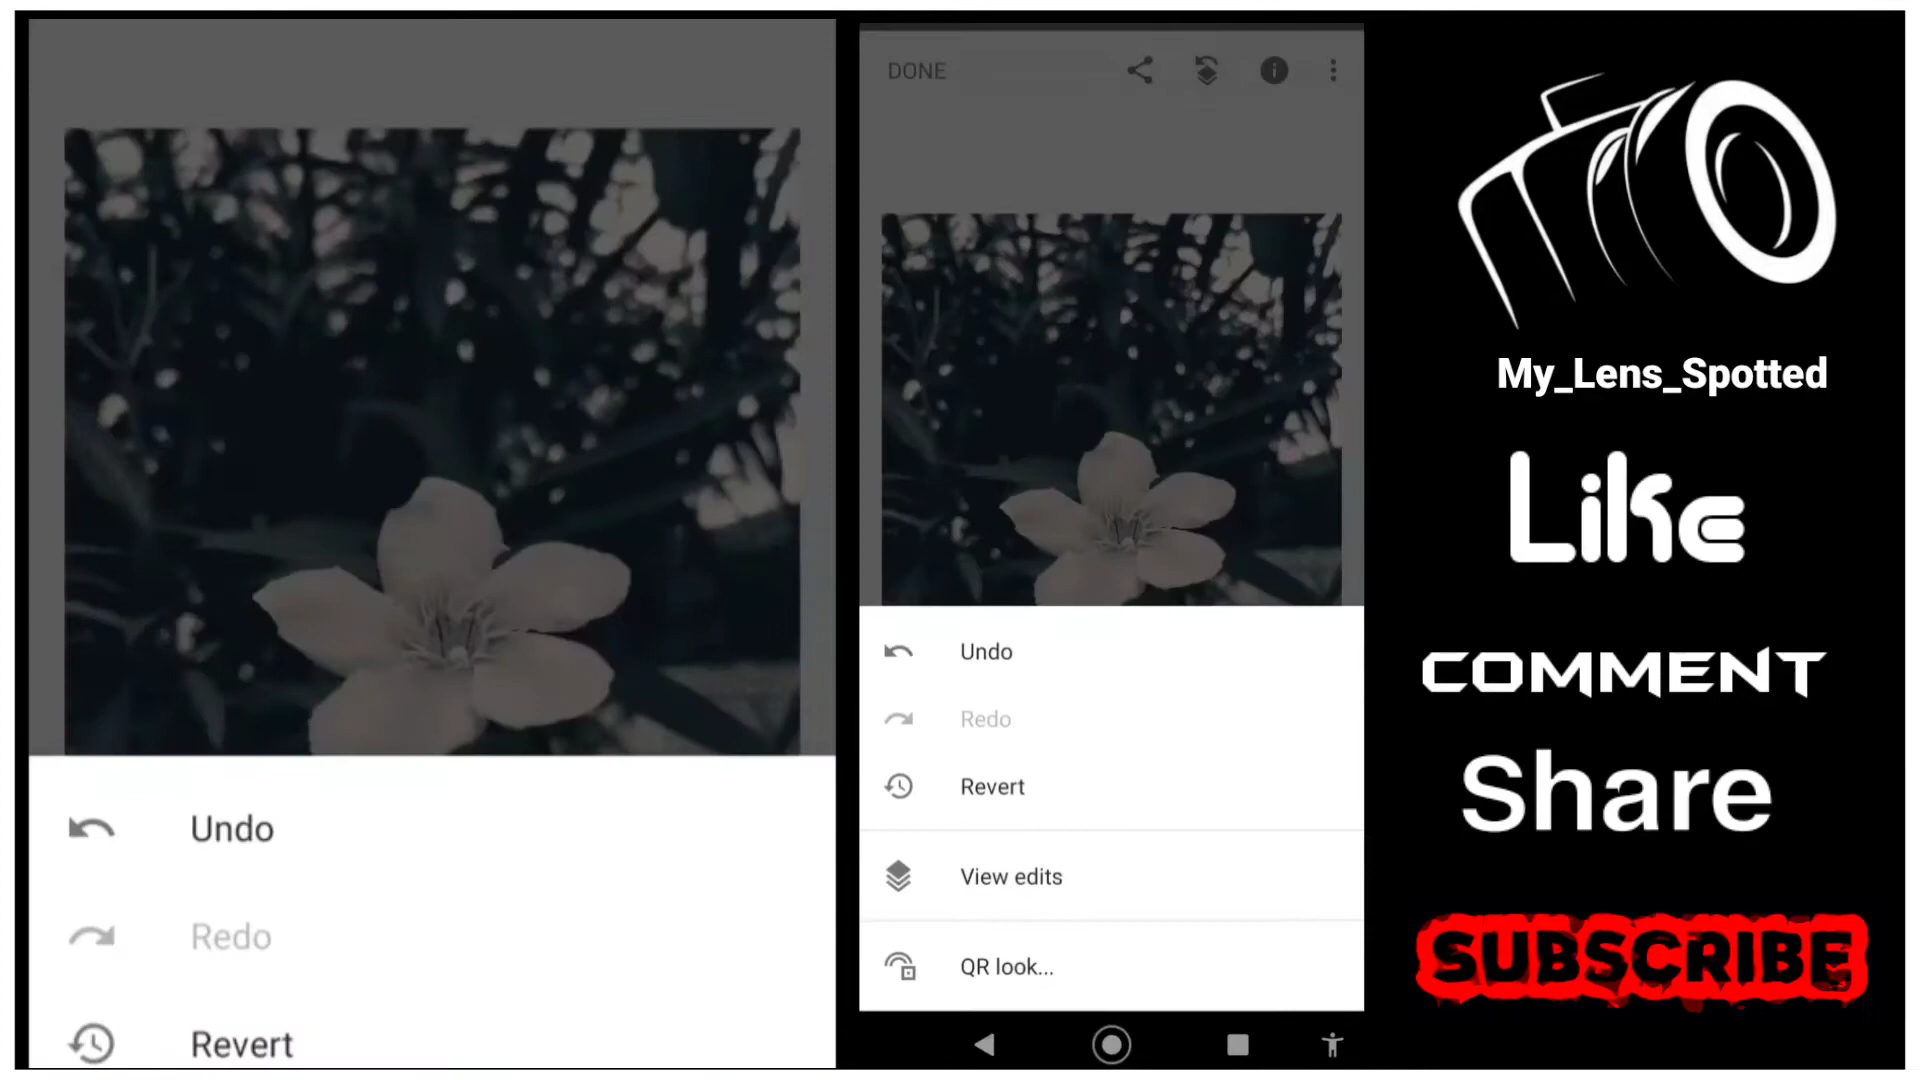 Undo
Redo
Revert
DONE
Undo
Redo
Revert
View edits
QR look...
My_Lens_Spotted
Like
COMMENT
Share
SUBSCRIBE